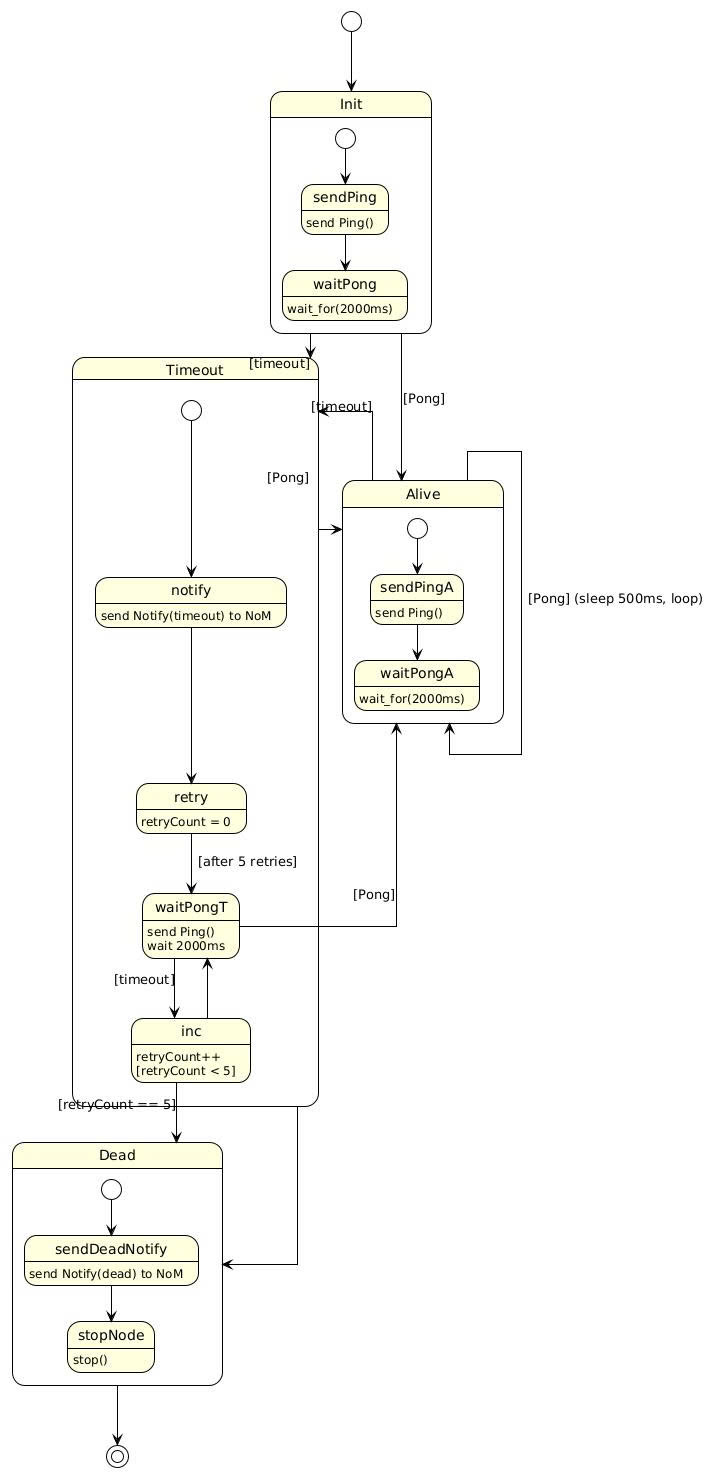 Init
sendPing
send Ping()
waitPong
wait_for(2000ms)
[timeout]
Timeout
[Pong]
[timeout]
[Pong]
Alive
sendPingA
send Ping()
waitPongA
wait_for(2000ms)
[Pong] (sleep 500ms, loop)
notify
send Notify(timeout) to NoM
retry
retryCount = 0
[after 5 retries]
waitPongT
send Ping()
wait 2000ms
[Pong]
[timeout]
inc
retryCount++
[retryCount < 5]
[retryCount == 5]
Dead
sendDeadNotify
send Notify(dead) to NoM
stopNode
stop()